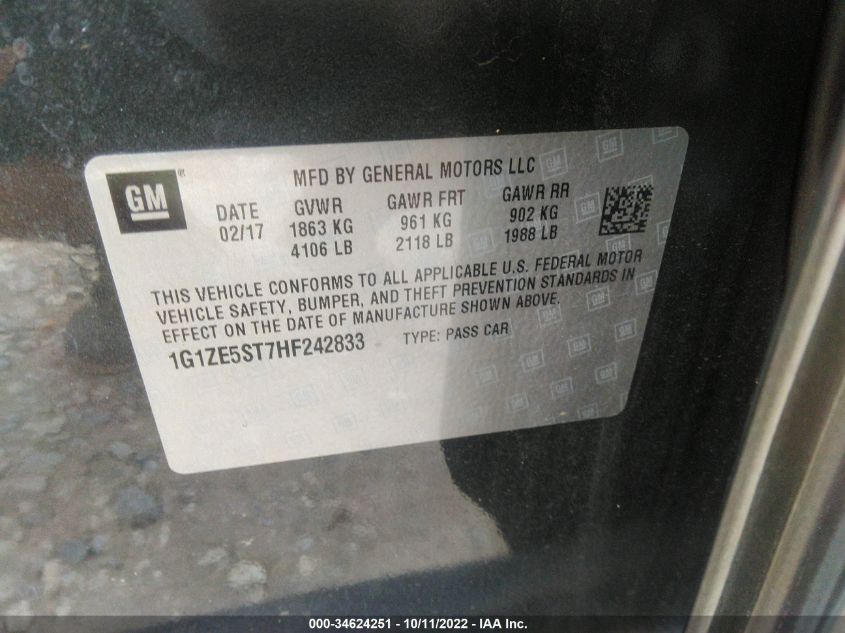 GM®
MFD BY GENERAL MOTORS LLC
DATE GVWR GAWR FRT GAWR RR
02/17 1863 KG 961 KG 902 KG
4106 LB 2118 LB 1988 LB
THIS VEHICLE CONFORMS TO ALL APPLICABLE U.S. FEDERAL MOTOR
VEHICLE SAFETY, BUMPER, AND THEFT PREVENTION STANDARDS IN
EFFECT ON THE DATE OF MANUFACTURE SHOWN ABOVE.
1G1ZE5ST7HF242833 TYPE: PASS CAR
000-34624251 - 10/11/2022 - IAA Inc.